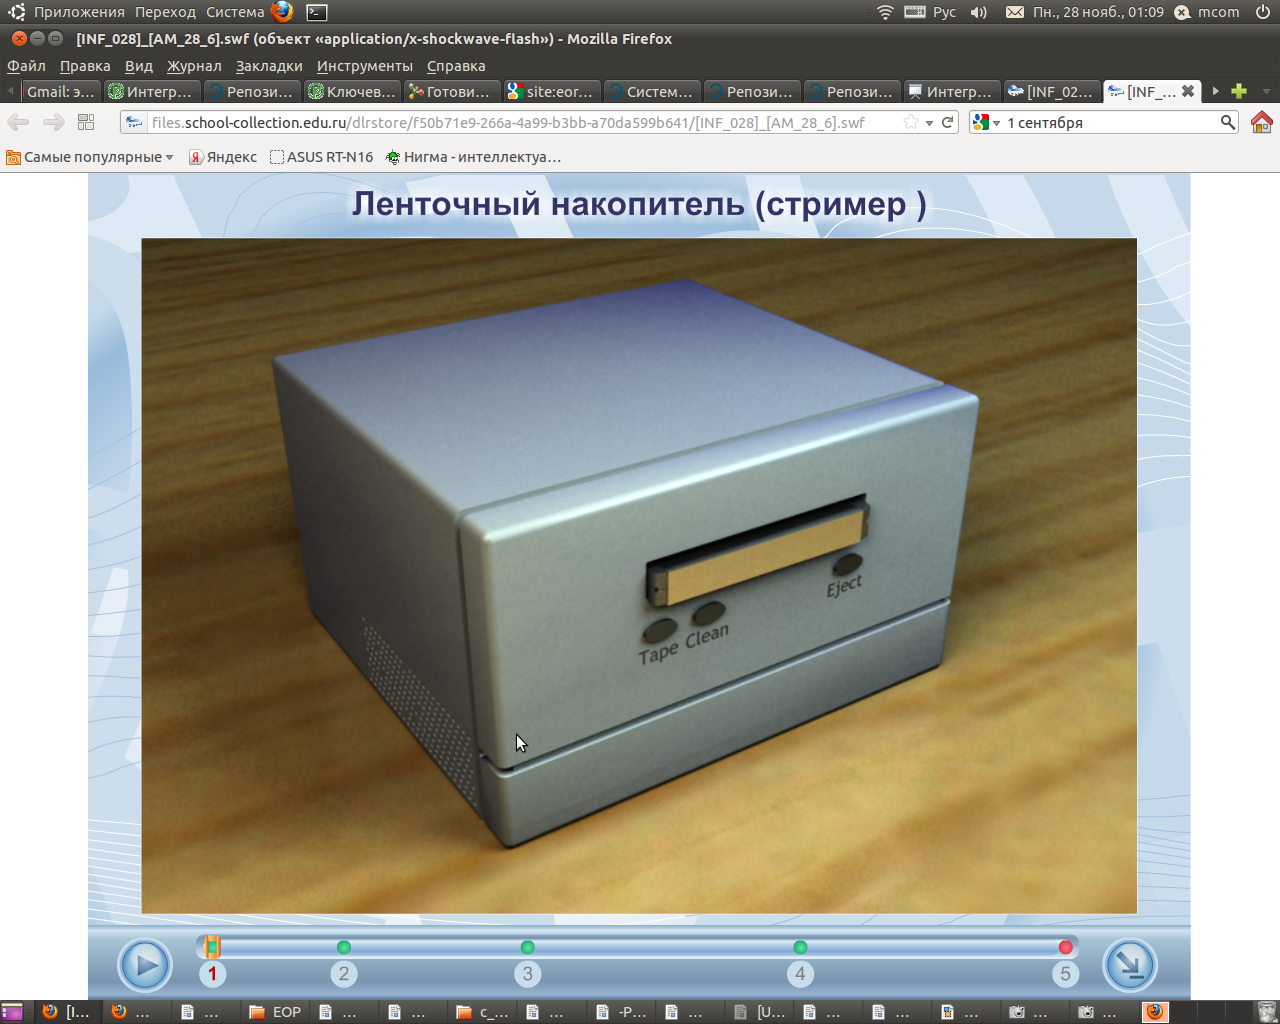 Приложения Переход Система Рус Пн., 28 нояб., 01:09 mcom
[INF_028]_[AM_28_6].swf (объект «application/x-shockwave-flash») - Mozilla Firefox
Файл Правка Вид Журнал Закладки Инструменты Справка
Gmail: э... Интегр... Репози... Ключев... Готови... site:eor... Систем... Репози... Репози... Интегр... [INF_02... [INF_...
files.school-collection.edu.ru/dlrstore/f50b71e9-266a-4a99-b3bb-a70da599b641/[INF_028]_[AM_28_6].swf 1 сентября
Самые популярные Яндекс ASUS RT-N16 Нигма - интеллектуа...
Ленточный накопитель (стример )
Eject
Tape Clean
1 2 3 4 5
[I... ... ... EOP ... ... c_... ... -P... ... [U... ... ... ... ... ...